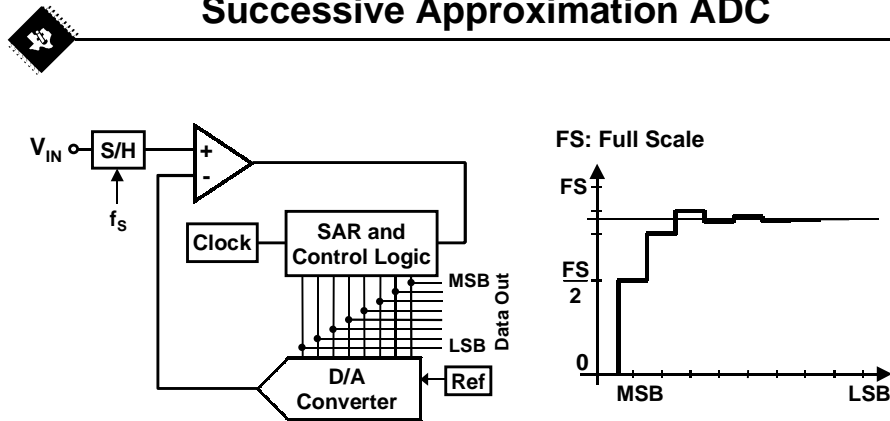 Successive Approximation ADC
V_IN
S/H
+
-
f_S
Clock
SAR and
Control Logic
MSB
LSB
Data Out
D/A
Converter
Ref
FS: Full Scale
FS
FS
2
0
MSB
LSB